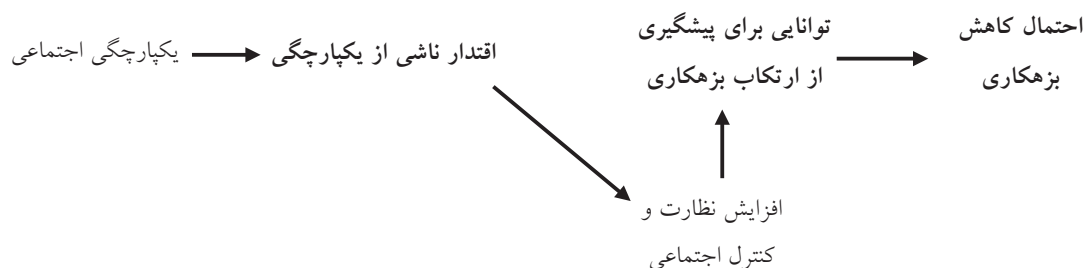 یکپارچگی اجتماعی
اقتدار ناشی از یکپارچگی
توانایی برای پیشگیری
از ارتکاب بزهکاری
احتمال کاهش
بزهکاری
افزایش نظارت و
کنترل اجتماعی